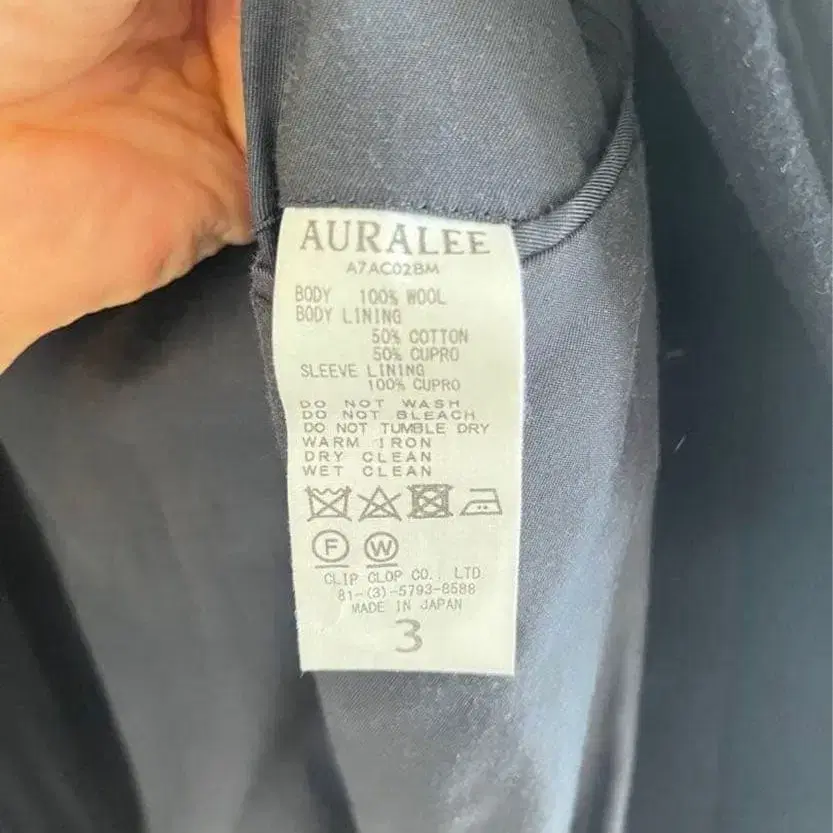 AURALEE
A7AC02BM
BODY 100% WOOL
BODY LINING
50% COTTON
50% CUPRO
SLEEVE LINING
100% CUPRO
DO NOT WASH
DO NOT BLEACH
DO NOT TUMBLE DRY
WARM IRON
DRY CLEAN
WET CLEAN
F W
CLIP CLOP CO., LTD
81-(3)-5793-8588
MADE IN JAPAN
3